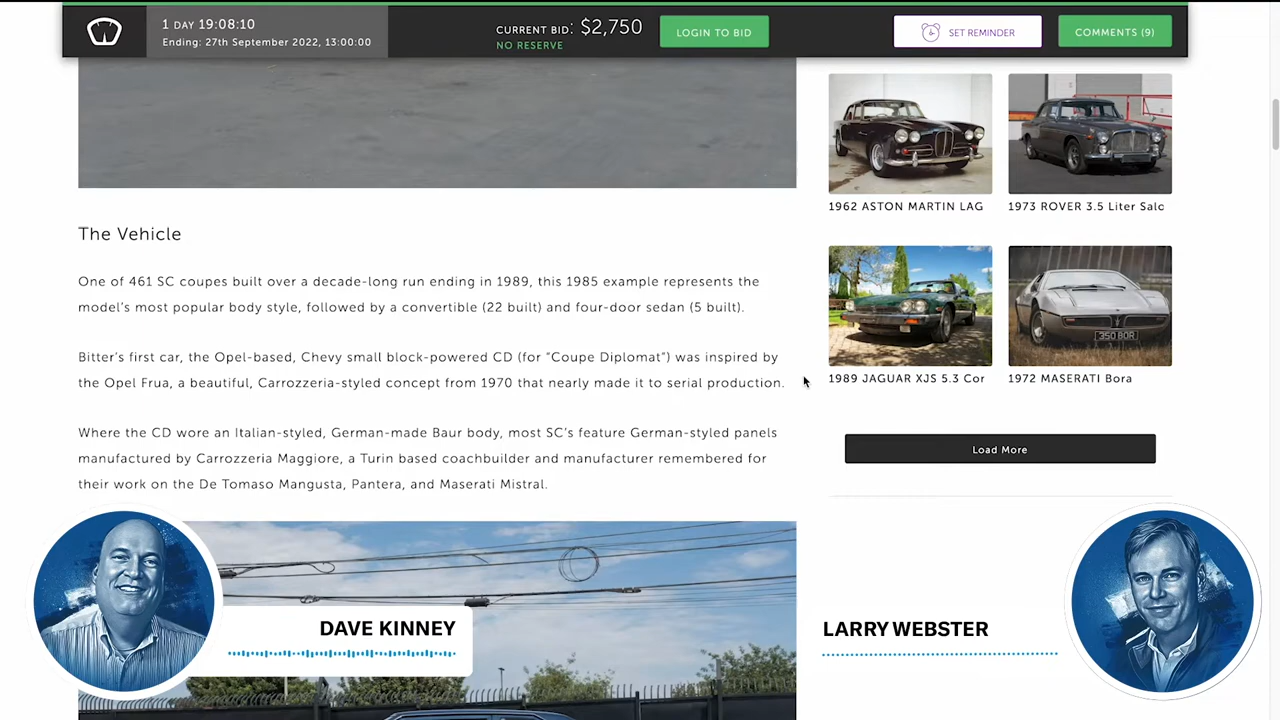 1 DAY 19:08:10
Ending: 27th September 2022, 13:00:00
CURRENT BID: $2,750
NO RESERVE
LOGIN TO BID
SET REMINDER
COMMENTS (9)
The Vehicle
One of 461 SC coupes built over a decade-long run ending in 1989, this 1985 example represents the
model's most popular body style, followed by a convertible (22 built) and four-door sedan (5 built).
Bitter's first car, the Opel-based, Chevy small block-powered CD (for “Coupe Diplomat”) was inspired by
the Opel Frua, a beautiful, Carrozzeria-styled concept from 1970 that nearly made it to serial production.
Where the CD wore an Italian-styled, German-made Baur body, most SC's feature German-styled panels
manufactured by Carrozzeria Maggiore, a Turin based coachbuilder and manufacturer remembered for
their work on the De Tomaso Mangusta, Pantera, and Maserati Mistral.
1962 ASTON MARTIN LAG
1973 ROVER 3.5 Liter Salc
350 BOR
1989 JAGUAR XJS 5.3 Cor
1972 MASERATI Bora
Load More
DAVE KINNEY
LARRY WEBSTER